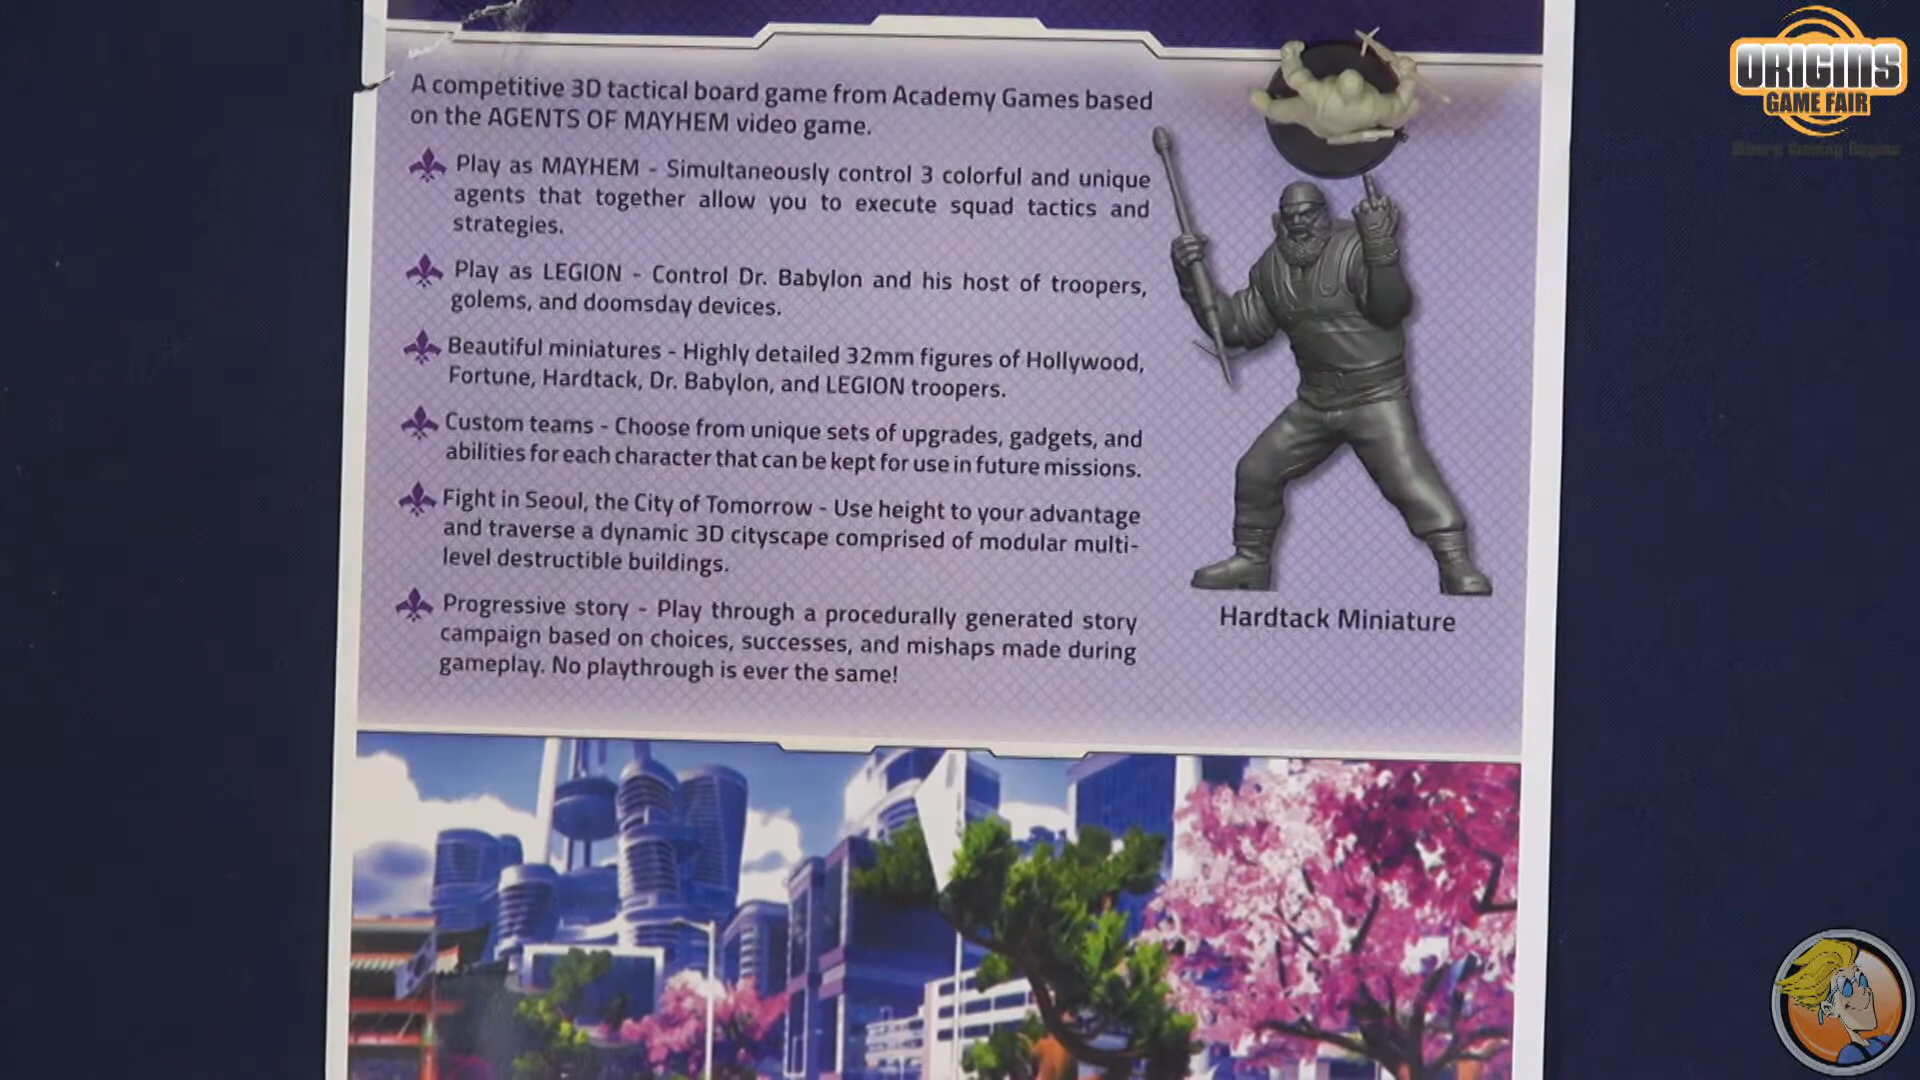 A competitive 3D tactical board game from Academy Games based
on the AGENTS OF MAYHEM video game.
Play as MAYHEM - Simultaneously control 3 colorful and unique
agents that together allow you to execute squad tactics and
strategies.
Play as LEGION - Control Dr. Babylon and his host of troopers,
golems, and doomsday devices.
Beautiful miniatures - Highly detailed 32mm figures of Hollywood,
Fortune, Hardtack, Dr. Babylon, and LEGION troopers.
Custom teams - Choose from unique sets of upgrades, gadgets, and
abilities for each character that can be kept for use in future missions.
Fight in Seoul, the City of Tomorrow - Use height to your advantage
and traverse a dynamic 3D cityscape comprised of modular multi-
level destructible buildings.
Progressive story - Play through a procedurally generated story
campaign based on choices, successes, and mishaps made during
gameplay. No playthrough is ever the same!
Hardtack Miniature
ORIGINS
GAME FAIR
Where Gaming Begins